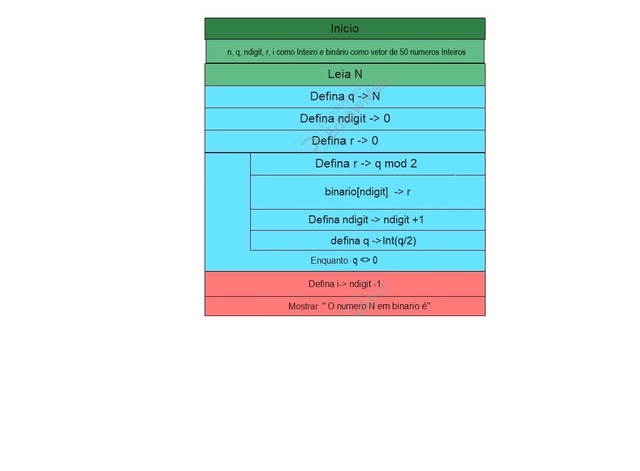 Inicio
n, q, ndigit, r, i como Inteiro e binário como vetor de 50 numeros Inteiros
Leia N
Defina q -> N
Defina ndigit -> 0
Defina r -> 0
Defina r -> q mod 2
binario[ndigit] -> r
Defina ndigit -> ndigit +1
defina q ->Int(q/2)
Enquanto q <> 0
Defina i-> ndigit -1
Mostrar " O numero N em binario é"